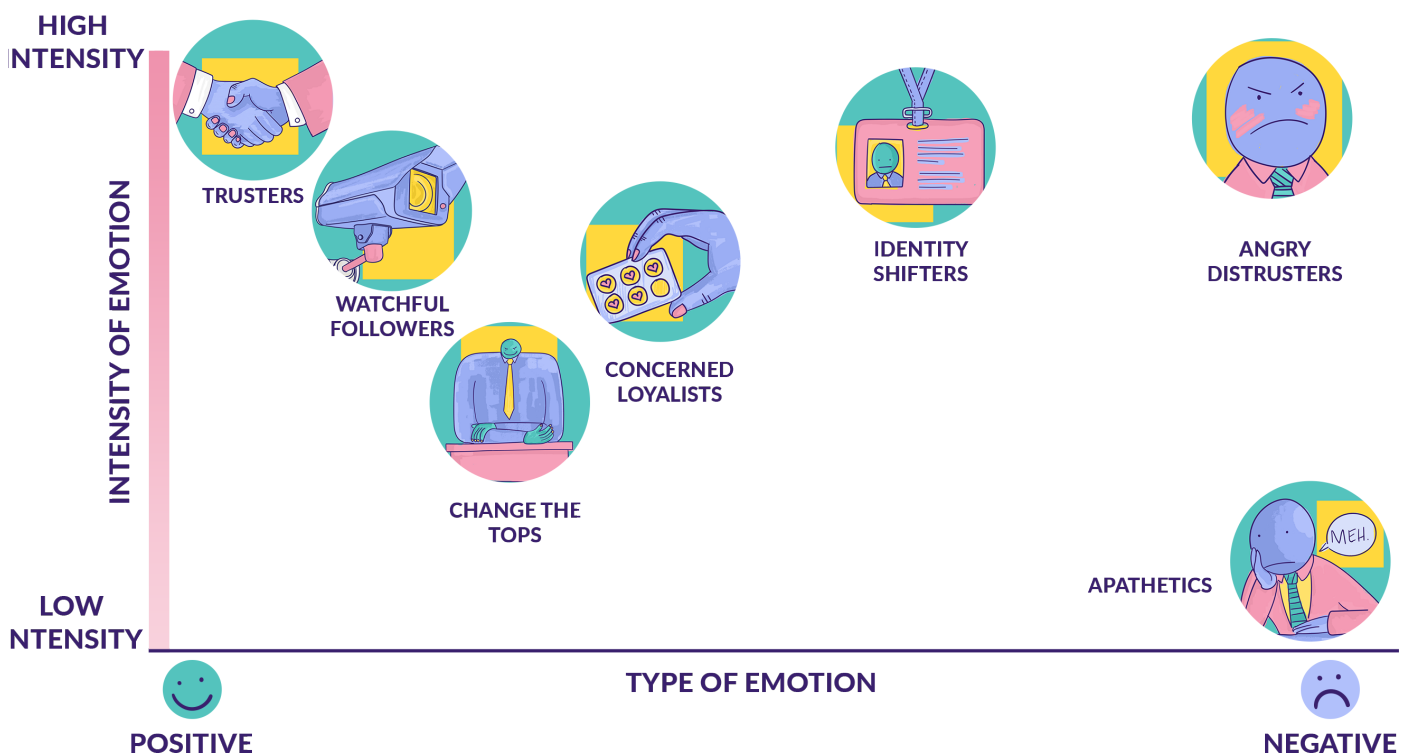 HIGH
INTENSITY
TRUSTERS
WATCHFUL
FOLLOWERS
CHANGE THE
TOPS
CONCERNED
LOYALISTS
IDENTITY
SHIFTERS
ANGRY
DISTRUSTERS
APATHETICS
MEH.
INTENSITY OF EMOTION
LOW
NTENSITY
TYPE OF EMOTION
POSITIVE
NEGATIVE